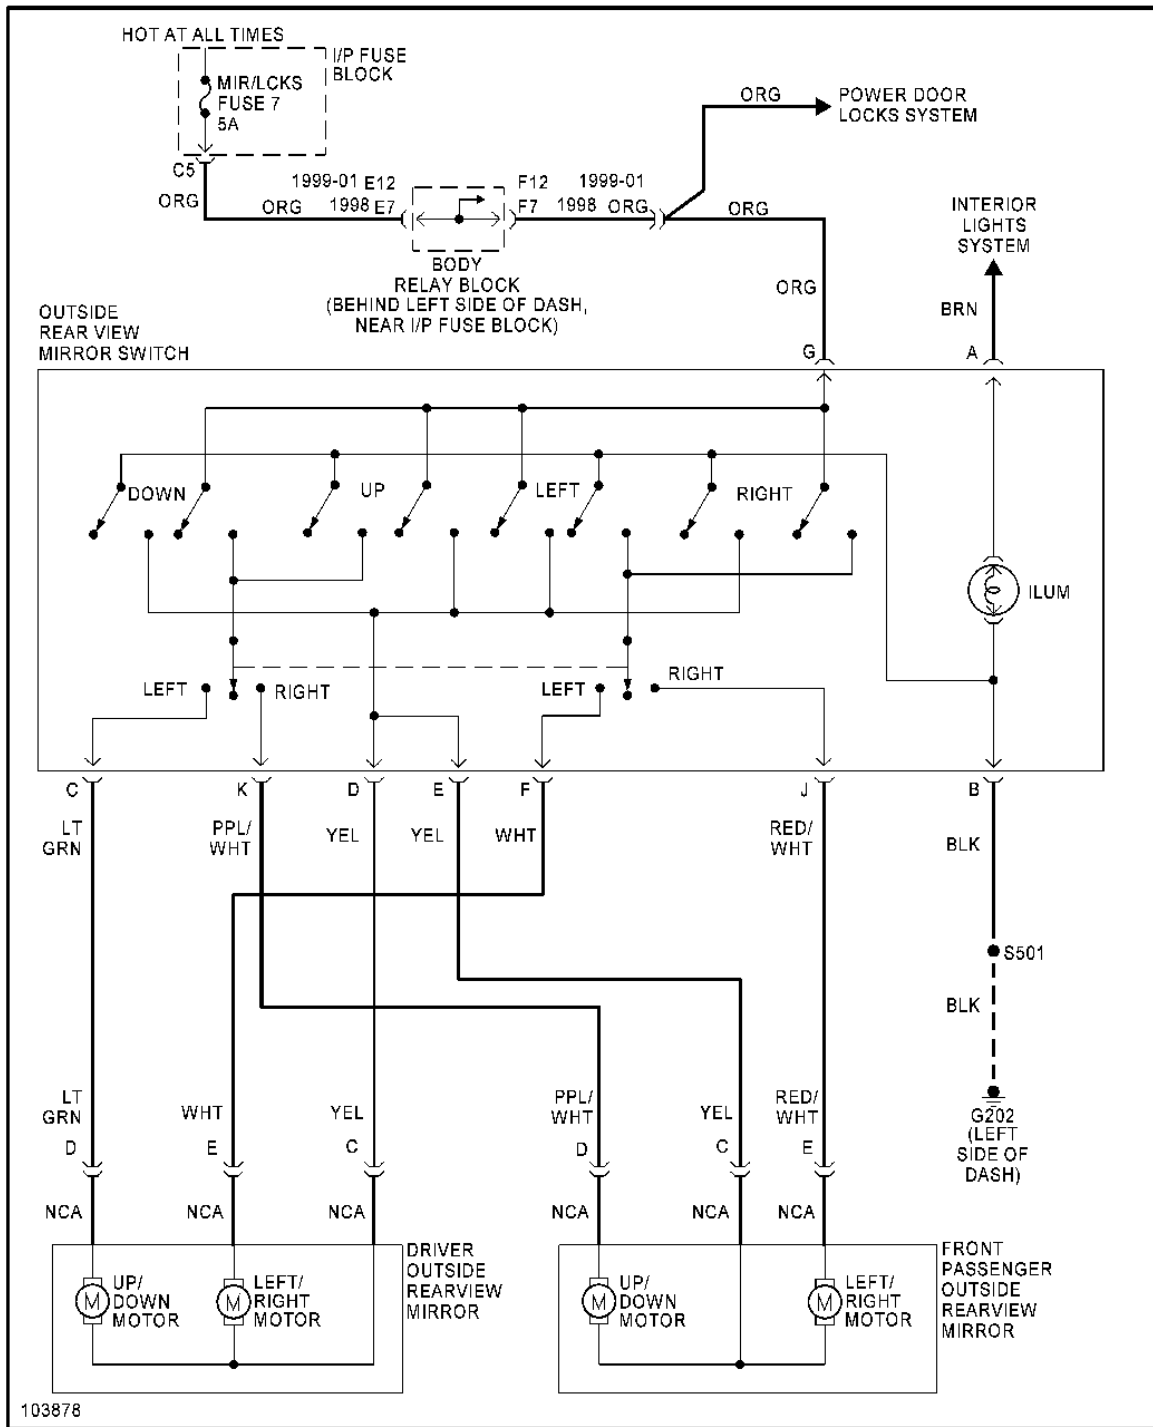 HOT AT ALL TIMES
I/P FUSE
BLOCK
MIR/LCKS
FUSE 7
5A
C5
ORG
ORG
1999-01 E12
1998 E7
F12 1999-01
F7 1998 ORG
ORG
ORG
POWER DOOR
LOCKS SYSTEM
BODY
RELAY BLOCK
(BEHIND LEFT SIDE OF DASH,
NEAR I/P FUSE BLOCK)
ORG
INTERIOR
LIGHTS
SYSTEM
BRN
OUTSIDE
REAR VIEW
MIRROR SWITCH
G
A
DOWN
UP
LEFT
RIGHT
ILUM
LEFT
RIGHT
LEFT
RIGHT
C
K
D
E
F
J
B
LT
GRN
PPL/
WHT
YEL
YEL
WHT
RED/
WHT
BLK
S501
BLK
G202
(LEFT
SIDE OF
DASH)
LT
GRN
WHT
YEL
PPL/
WHT
YEL
RED/
WHT
D
E
C
D
C
E
NCA
NCA
NCA
NCA
NCA
NCA
M
UP/
DOWN
MOTOR
M
LEFT/
RIGHT
MOTOR
DRIVER
OUTSIDE
REARVIEW
MIRROR
M
UP/
DOWN
MOTOR
M
LEFT/
RIGHT
MOTOR
FRONT
PASSENGER
OUTSIDE
REARVIEW
MIRROR
103878